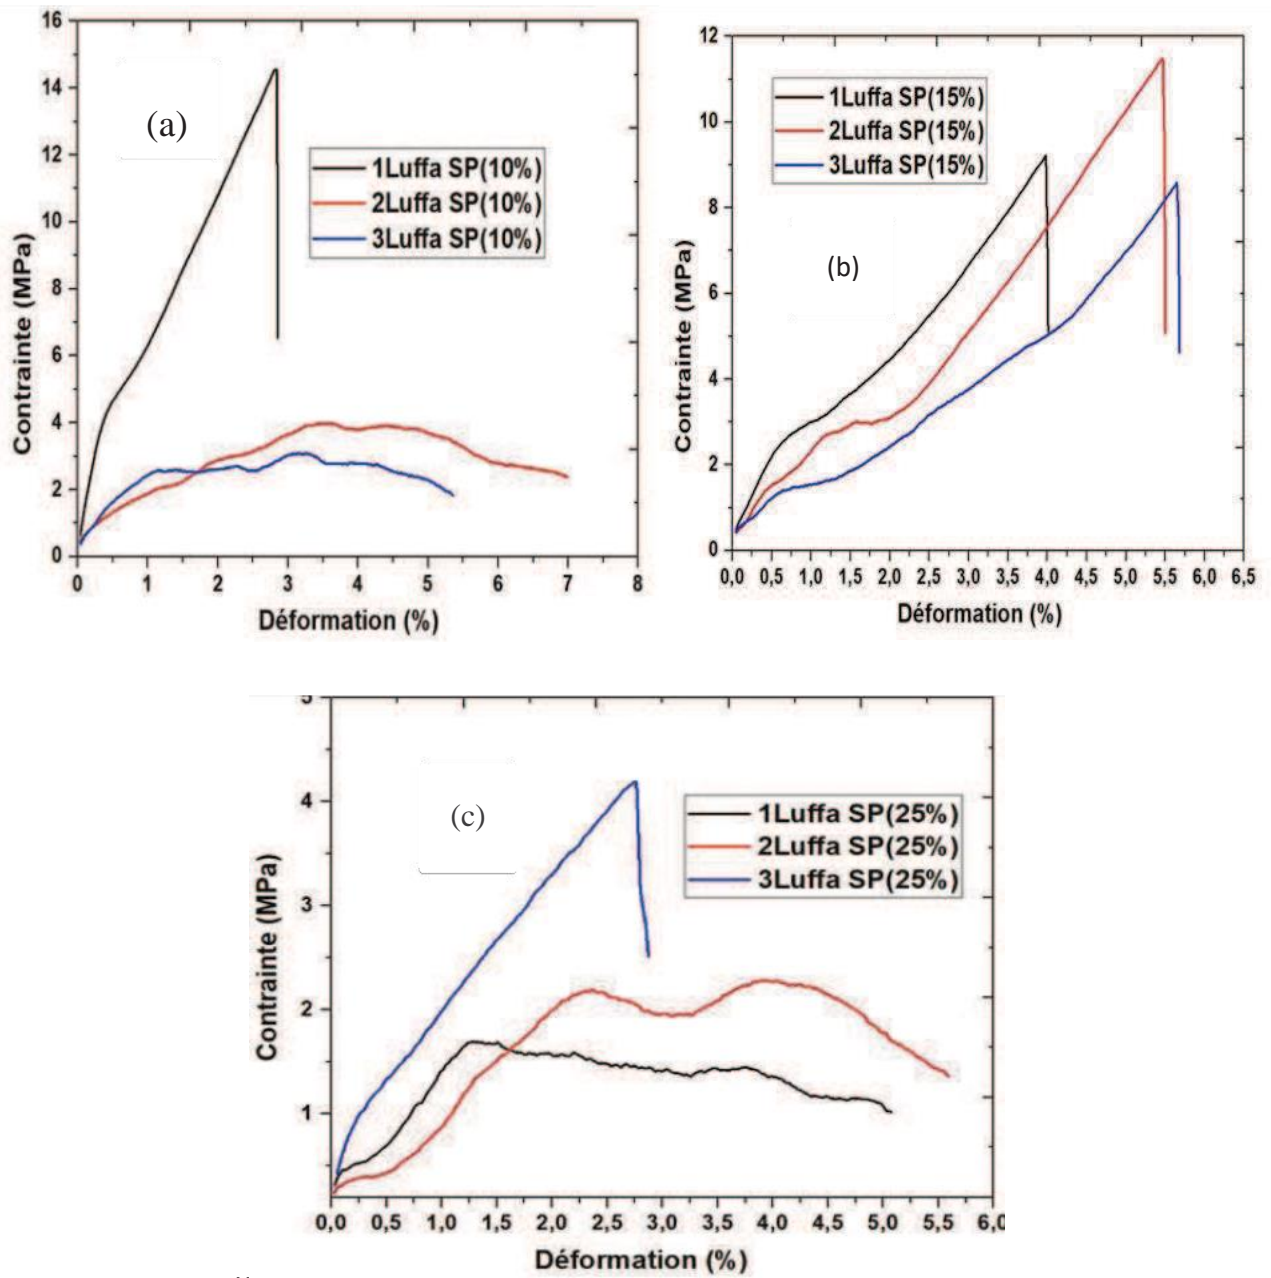 16
14
12
10
8
6
4
2
0
Contrainte (MPa)
(a)
1Luffa SP(10%)
2Luffa SP(10%)
3Luffa SP(10%)
0 1 2 3 4 5 6 7 8
Déformation (%)
12
10
8
6
4
2
0
Contrainte (MPa)
1Luffa SP(15%)
2Luffa SP(15%)
3Luffa SP(15%)
(b)
0,0 0,5 1,0 1,5 2,0 2,5 3,0 3,5 4,0 4,5 5,0 5,5 6,0 6,5
Déformation (%)
5
4
3
2
1
Contrainte (MPa)
(c)
1Luffa SP(25%)
2Luffa SP(25%)
3Luffa SP(25%)
0,0 0,5 1,0 1,5 2,0 2,5 3,0 3,5 4,0 4,5 5,0 5,5 6,0
Déformation (%)